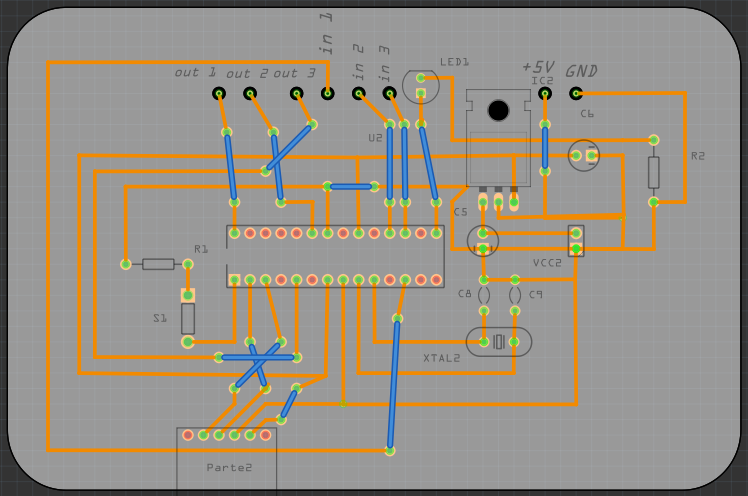 in 1
in 2
in 3
LED1
+5V
GND
out 1
out 2
out 3
IC2
C6
U2
R2
C5
R1
VCC2
C8
C9
S1
XTAL2
Parte2